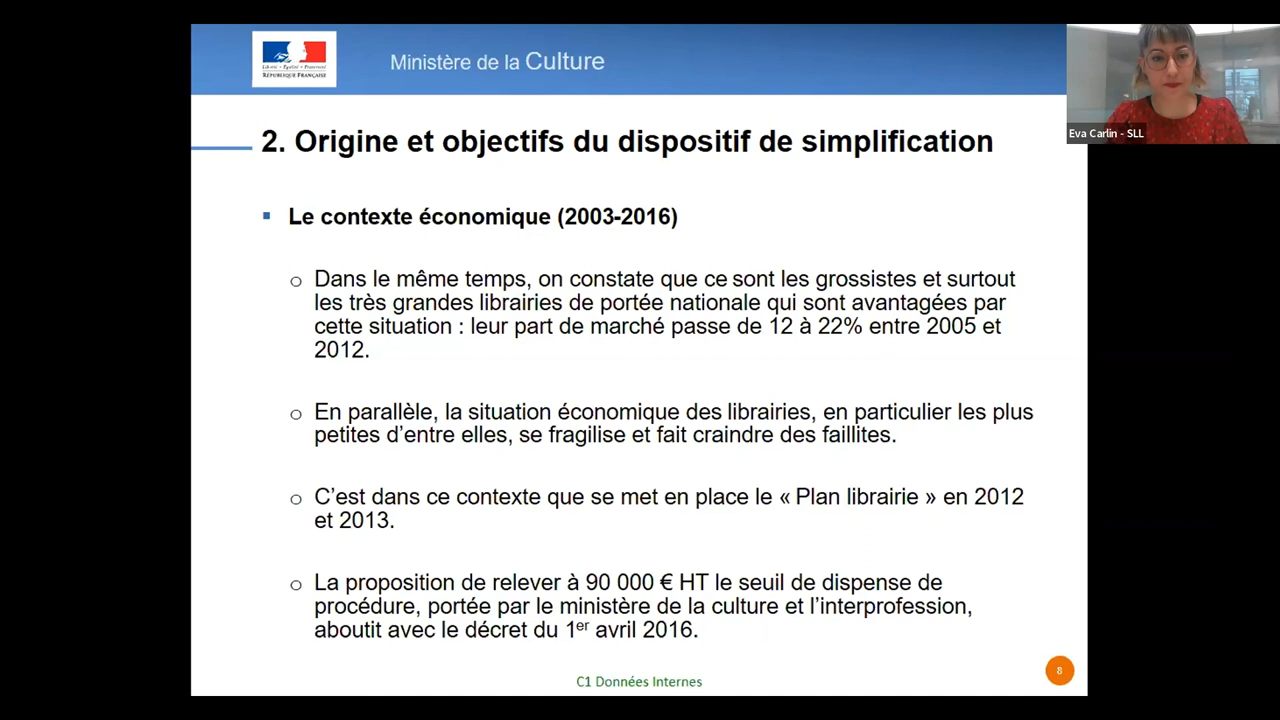 Liberté • Égalité • Fraternité
RÉPUBLIQUE FRANÇAISE
Ministère de la Culture
Eva Carlin - SLL
2. Origine et objectifs du dispositif de simplification
▪ Le contexte économique (2003-2016)
o Dans le même temps, on constate que ce sont les grossistes et surtout
les très grandes librairies de portée nationale qui sont avantagées par
cette situation : leur part de marché passe de 12 à 22% entre 2005 et
2012.
o En parallèle, la situation économique des librairies, en particulier les plus
petites d’entre elles, se fragilise et fait craindre des faillites.
o C’est dans ce contexte que se met en place le « Plan librairie » en 2012
et 2013.
o La proposition de relever à 90 000 € HT le seuil de dispense de
procédure, portée par le ministère de la culture et l’interprofession,
aboutit avec le décret du 1er avril 2016.
C1 Données Internes
8